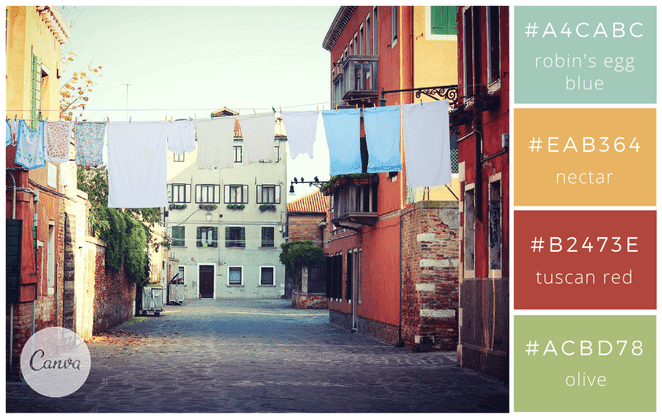 #A4CABC
robin's egg
blue
#EAB364
nectar
#B2473E
tuscan red
#ACBD78
olive
Canva